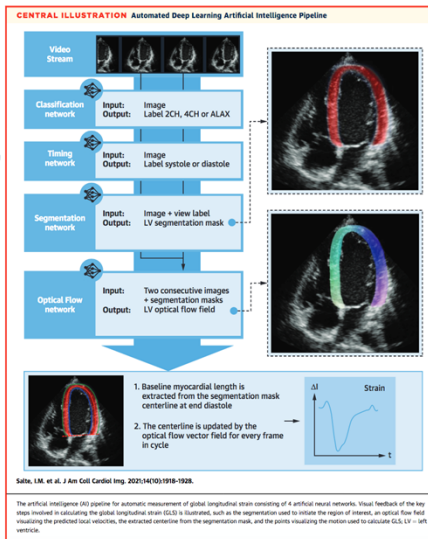 CENTRAL ILLUSTRATION Automated Deep Learning Artificial Intelligence Pipeline
Video
Stream
Classification
network
Input: Image
Output: Label 2CH, 4CH or ALAX
Timing
network
Input: Image
Output: Label systole or diastole
Segmentation
network
Input: Image + view label
Output: LV segmentation mask
Optical Flow
network
Input: Two consecutive images
+ segmentation masks
Output: LV optical flow field
1. Baseline myocardial length is
extracted from the segmentation mask
centerline at end diastole
2. The centerline is updated by the
optical flow vector field for every frame
in cycle
Δl
Strain
t
Salte, I.M. et al. J Am Coll Cardiol Img. 2021;14(10):1918-1928.
The artificial intelligence (AI) pipeline for automatic measurement of global longitudinal strain consisting of 4 artificial neural networks. Visual feedback of the key
steps involved in calculating the global longitudinal strain (GLS) is illustrated, such as the segmentation used to initiate the region of interest, an optical flow field
visualizing the predicted local velocities, the extracted centerline from the segmentation mask, and the points visualizing the motion used to calculate GLS; LV = left
ventricle.